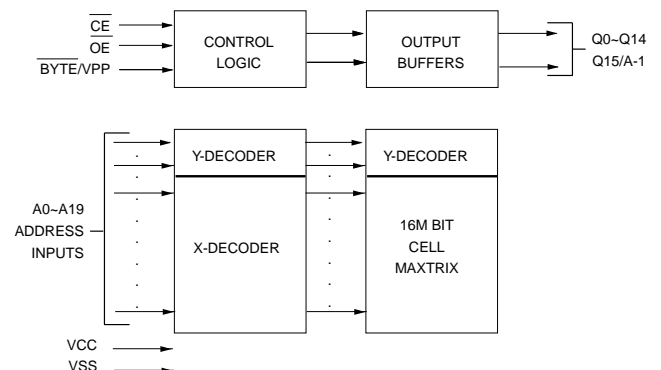 CE
OE
BYTE/VPP
CONTROL
LOGIC
OUTPUT
BUFFERS
Q0~Q14
Q15/A-1
A0~A19
ADDRESS
INPUTS
Y-DECODER
X-DECODER
Y-DECODER
16M BIT
CELL
MAXTRIX
VCC
VSS